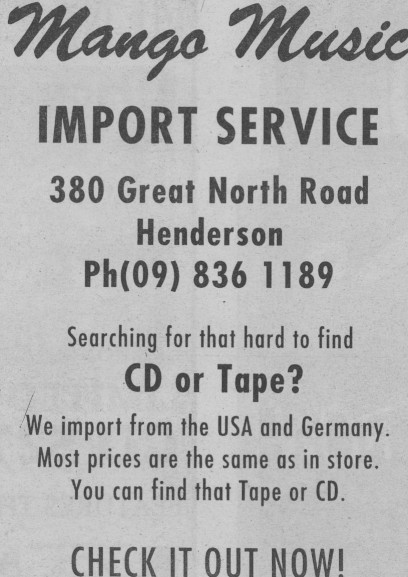 Mango Music
IMPORT SERVICE
380 Great North Road
Henderson
Ph(09) 836 1189
Searching for that hard to find
CD or Tape?
We import from the USA and Germany.
Most prices are the same as in store.
You can find that Tape or CD.
CHECK IT OUT NOW!